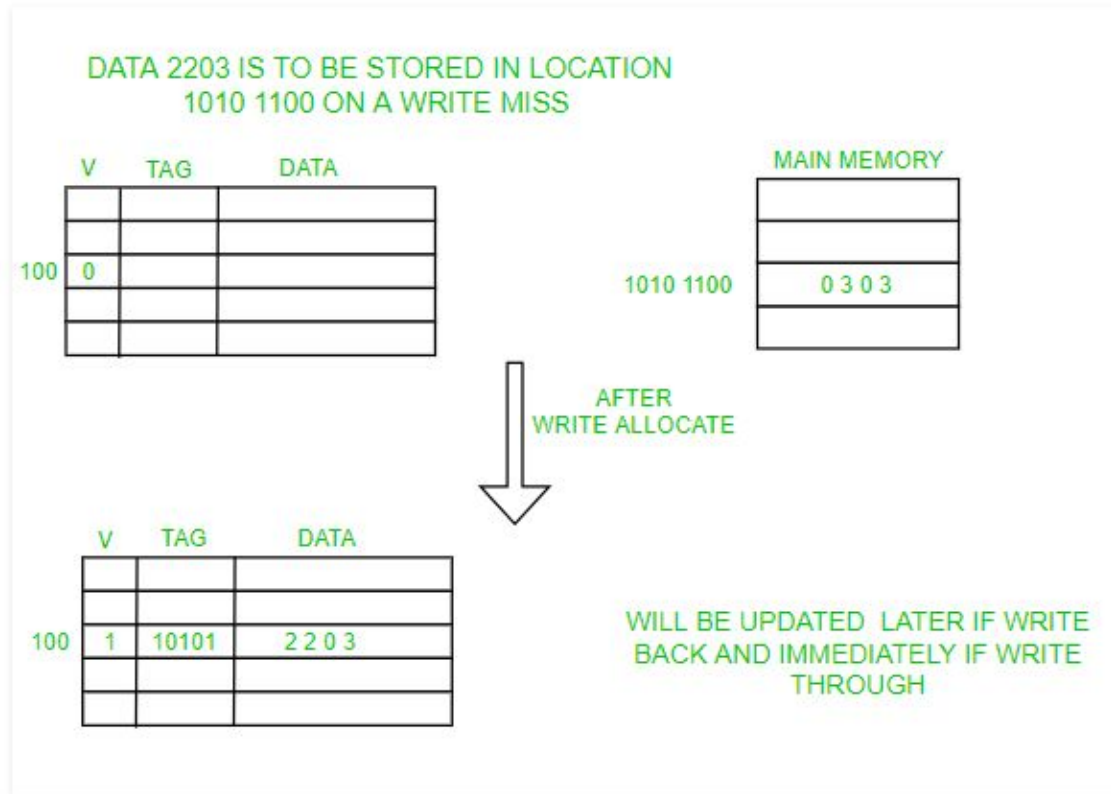 DATA 2203 IS TO BE STORED IN LOCATION
1010 1100 ON A WRITE MISS
V TAG DATA
MAIN MEMORY
100 0
1010 1100 0 3 0 3
AFTER
WRITE ALLOCATE
V TAG DATA
100 1 10101 2 2 0 3
WILL BE UPDATED LATER IF WRITE
BACK AND IMMEDIATELY IF WRITE
THROUGH